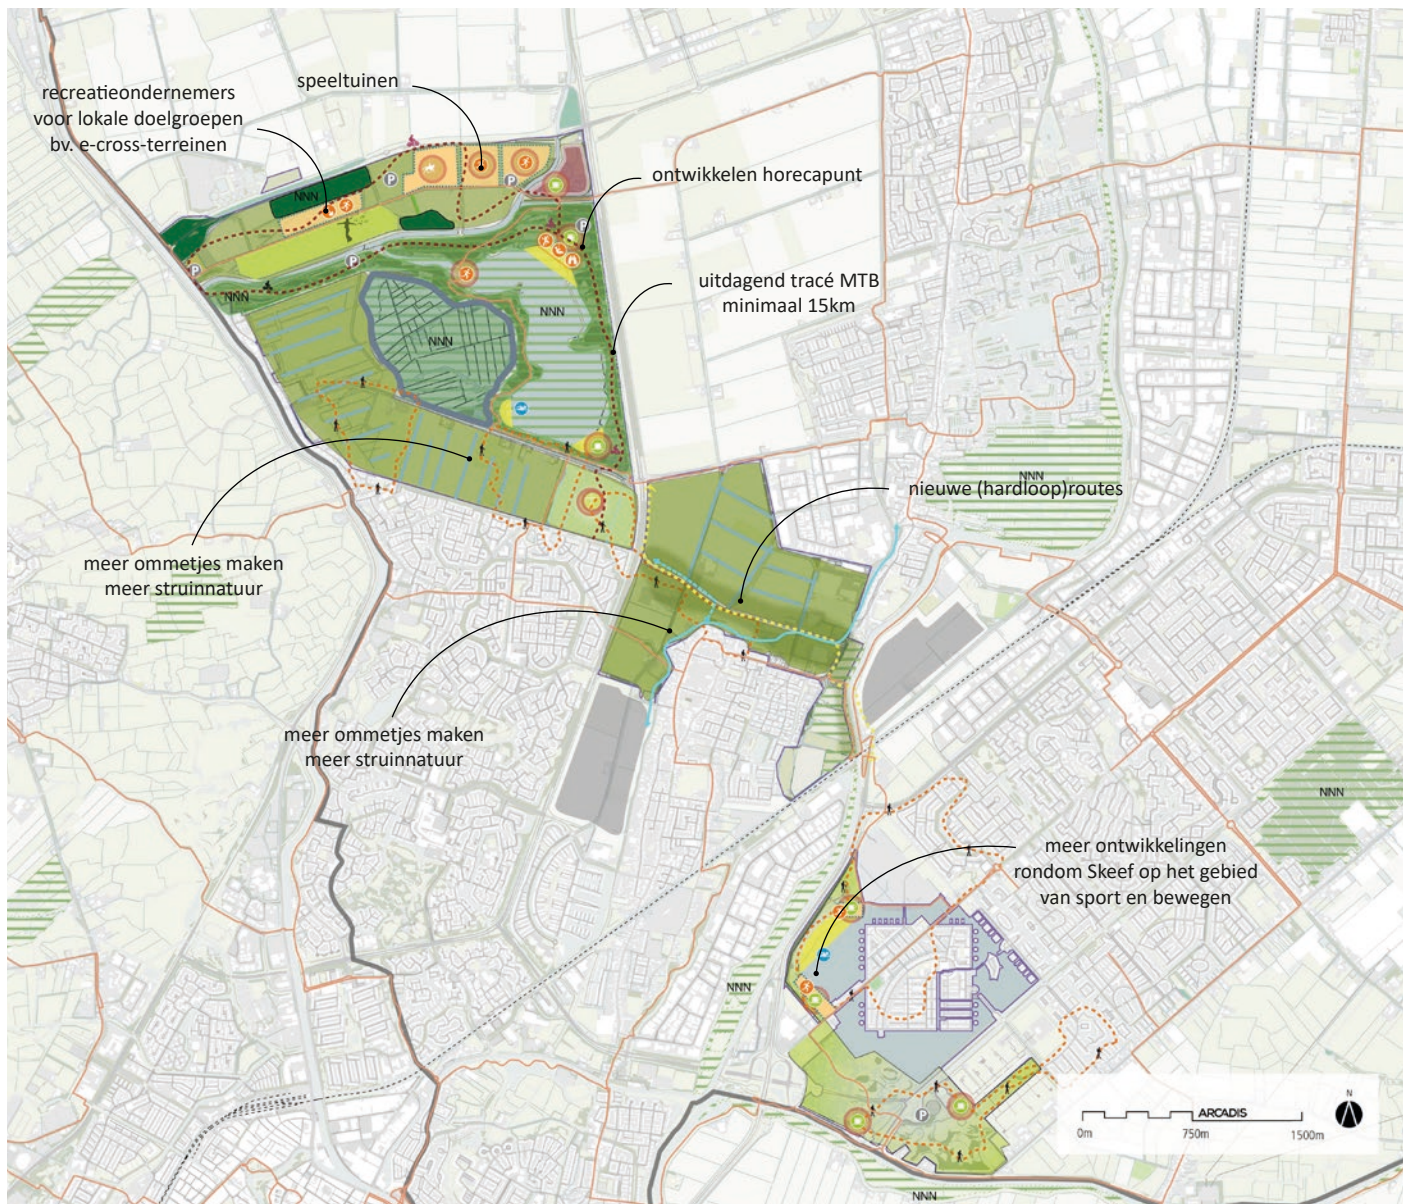 speeltuinen
recreatieondernemers
voor lokale doelgroepen
bv. e-cross-terreinen
P
P
NNN
ontwikkelen horecapunt
P
P
P
uitdagend tracé MTB
minimaal 15km
NNN
NNN
NNN
NNN
nieuwe (hardloop)routes
meer ommetjes maken
meer struinnatuur
meer ommetjes maken
meer struinnatuur
NNN
meer ontwikkelingen
rondom Skeef op het gebied
van sport en bewegen
NNN
P
ARCADIS
N
0m 750m 1500m
NNN